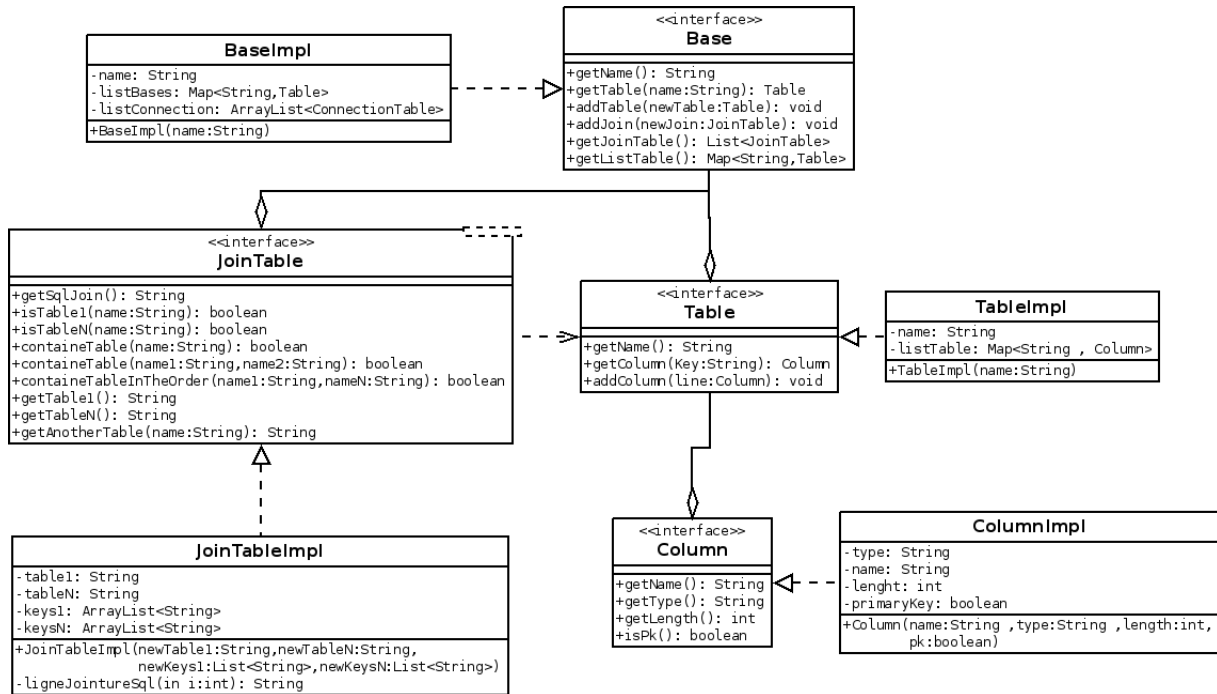 BaseImpl
-name: String
-listBases: Map<String,Table>
-listConnection: ArrayList<ConnectionTable>
+BaseImpl(name:String)
<<interface>>
Base
+getName(): String
+getTable(name:String): Table
+addTable(newTable:Table): void
+addJoin(newJoin:JoinTable): void
+getJoinTable(): List<JoinTable>
+getListTable(): Map<String,Table>
<<interface>>
JoinTable
+getSqlJoin(): String
+isTable1(name:String): boolean
+isTableN(name:String): boolean
+containeTable(name:String): boolean
+containeTable(name1:String,name2:String): boolean
+containeTableInTheOrder(name1:String,nameN:String): boolean
+getTable1(): String
+getTableN(): String
+getAnotherTable(name:String): String
<<interface>>
Table
+getName(): String
+getColumn(Key:String): Column
+addColumn(line:Column): void
TableImpl
-name: String
-listTable: Map<String , Column>
+TableImpl(name:String)
JoinTableImpl
-table1: String
-tableN: String
-keys1: ArrayList<String>
-keysN: ArrayList<String>
+JoinTableImpl(newTable1:String,newTableN:String,
newKeys1:List<String>,newKeysN:List<String>)
-ligneJointureSql(in i:int): String
<<interface>>
Column
+getName(): String
+getType(): String
+getLength(): int
+isPk(): boolean
ColumnImpl
-type: String
-name: String
-lenght: int
-primaryKey: boolean
+Column(name:String ,type:String ,length:int,
pk:boolean)